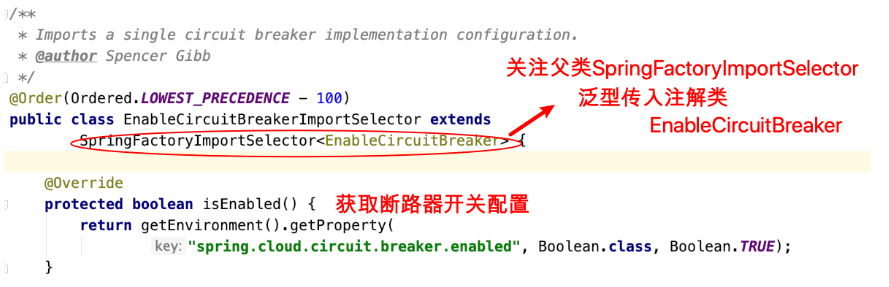 /**
* Imports a single circuit breaker implementation configuration.
* @author Spencer Gibb
*/
@Order(Ordered.LOWEST_PRECEDENCE - 100)
public class EnableCircuitBreakerImportSelector extends
SpringFactoryImportSelector<EnableCircuitBreaker> {
关注父类SpringFactoryImportSelector
泛型传入注解类
EnableCircuitBreaker
@Override
protected boolean isEnabled() { 获取断路器开关配置
return getEnvironment().getProperty(
key: "spring.cloud.circuit.breaker.enabled", Boolean.class, Boolean.TRUE);
}